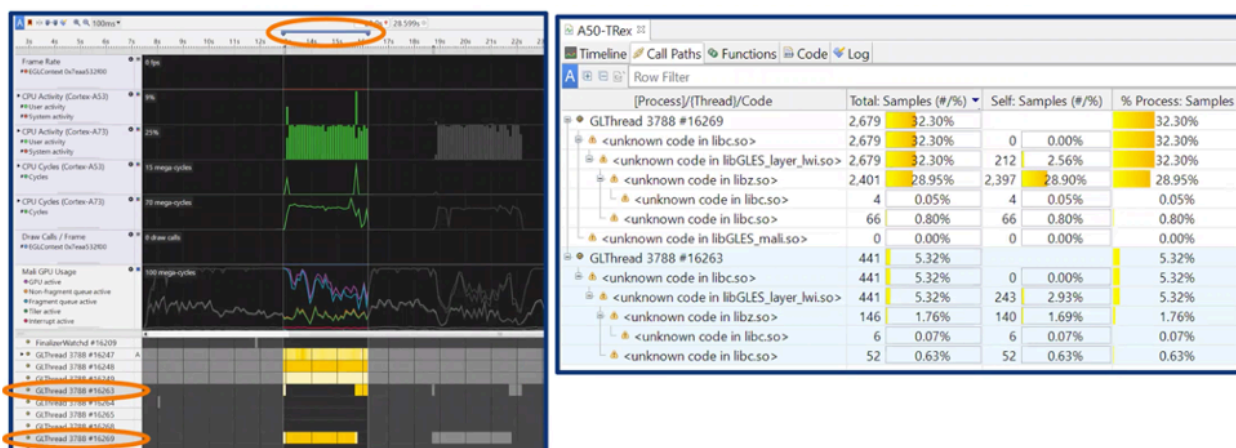 A 100ms
28.599s
3s 4s 5s 6s 7s 8s 9s 10s 11s 12s 14s 15s 17s 18s 19s 20s 21s
Frame Rate
0 fps
CPU Activity (Cortex-A53)
9%
User activity
System activity
CPU Activity (Cortex-A73)
25%
User activity
System activity
CPU Cycles (Cortex-A53)
15 mega-cycles
Cycles
CPU Cycles (Cortex-A73)
70 mega-cycles
Cycles
Draw Calls / Frame
0 draw calls
Mali GPU Usage
100 mega-cycles
GPU active
Non-fragment queue active
Fragment queue active
Tiler active
Interrupt active
FinalizerWatchd #16209
GLThread 3788 #16247 A
GLThread 3788 #16248
GLThread 3788 #16249
GLThread 3788 #16263
GLThread 3788 #16264
GLThread 3788 #16265
GLThread 3788 #16268
GLThread 3788 #16269
A50-TRex
Timeline Call Paths Functions Code Log
A Row Filter
[Process]/{Thread}/Code Total: Samples (#/%) Self: Samples (#/%) % Process: Samples
GLThread 3788 #16269 2,679 32.30% 32.30%
<unknown code in libc.so> 2,679 32.30% 0 0.00% 32.30%
<unknown code in libGLES_layer_lwi.so> 2,679 32.30% 212 2.56% 32.30%
<unknown code in libz.so> 2,401 28.95% 2,397 28.90% 28.95%
<unknown code in libc.so> 4 0.05% 4 0.05% 0.05%
<unknown code in libc.so> 66 0.80% 66 0.80% 0.80%
<unknown code in libGLES_mali.so> 0 0.00% 0 0.00% 0.00%
GLThread 3788 #16263 441 5.32% 5.32%
<unknown code in libc.so> 441 5.32% 0 0.00% 5.32%
<unknown code in libGLES_layer_lwi.so> 441 5.32% 243 2.93% 5.32%
<unknown code in libz.so> 146 1.76% 140 1.69% 1.76%
<unknown code in libc.so> 6 0.07% 6 0.07% 0.07%
<unknown code in libc.so> 52 0.63% 52 0.63% 0.63%